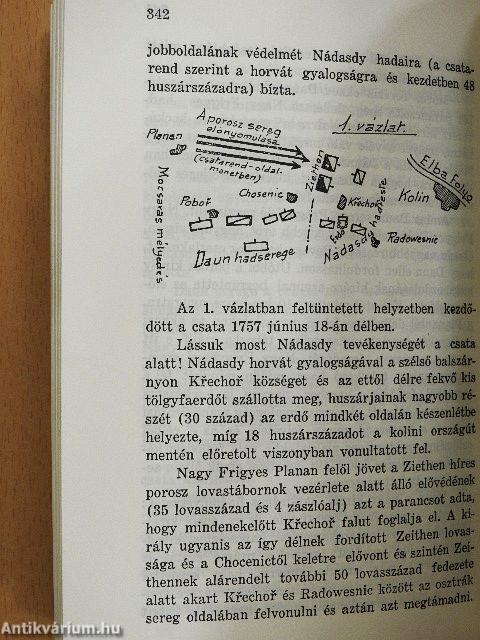 342
jobboldalának védelmét Nádasdy hadaira (a csata-
rend szerint a horvát gyalogságra és kezdetben 48
huszárszázadra) bízta.
A porosz sereg
előnyomulása
1. vázlat.
Planan
(csatarend-oldal-
menetben)
Ziethen
Elba Folyó
Kolin
Mocsaras mélyedés
Chosenic
Pobof
Křechoř
Radowesnic
Erdő
Nádasdy hadteste
Daun hadserege
Az 1. vázlatban feltüntetett helyzetben kezdő-
dött a csata 1757 június 18-án délben.
Lássuk most Nádasdy tevékenységét a csata
alatt! Nádasdy horvát gyalogságával a szélső balszár-
nyon Křechoř községet és az ettől délre fekvő kis
tölgyfaerdőt szállotta meg, huszárjainak nagyobb ré-
szét (30 század) az erdő mindkét oldalán készenlétbe
helyezte, míg 18 huszárszázadot a kolini országút
mentén előretolt viszonyban vonultatott fel.
Nagy Frigyes Planan felől jövet a Ziethen híres
porosz lovastábornok vezérlete alatt álló elővédének
(35 lovasszázad és 4 zászlóalj) azt a parancsot adta,
hogy mindenekelőtt Křechoř falut foglalja el. A ki-
rály ugyanis az így délnek fordított Zeithen lovas-
sága és a Chocenictől keletre elővont és szintén Zei-
thennek alárendelt további 50 lovasszázad fedezete
alatt akart Křechoř és Radowesnic között az osztrák
sereg oldalában felvonulni és aztán azt megtámadni.
Antikvárium.hu